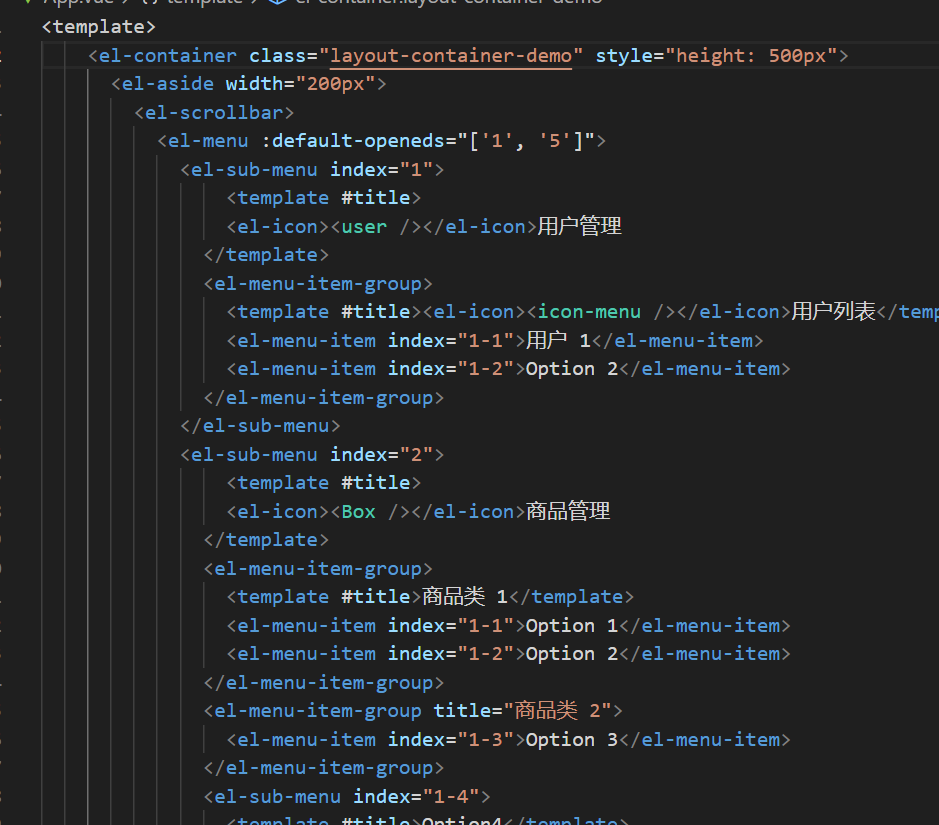 <template>
<el-container class="layout-container-demo" style="height: 500px">
<el-aside width="200px">
<el-scrollbar>
<el-menu :default-openeds="['1', '5']">
<el-sub-menu index="1">
<template #title>
<el-icon><user /></el-icon>用户管理
</template>
<el-menu-item-group>
<template #title><el-icon><icon-menu /></el-icon>用户列表</temp
<el-menu-item index="1-1">用户 1</el-menu-item>
<el-menu-item index="1-2">Option 2</el-menu-item>
</el-menu-item-group>
</el-sub-menu>
<el-sub-menu index="2">
<template #title>
<el-icon><Box /></el-icon>商品管理
</template>
<el-menu-item-group>
<template #title>商品类 1</template>
<el-menu-item index="1-1">Option 1</el-menu-item>
<el-menu-item index="1-2">Option 2</el-menu-item>
</el-menu-item-group>
<el-menu-item-group title="商品类 2">
<el-menu-item index="1-3">Option 3</el-menu-item>
</el-menu-item-group>
<el-sub-menu index="1-4">
<template #title>Option4</template>